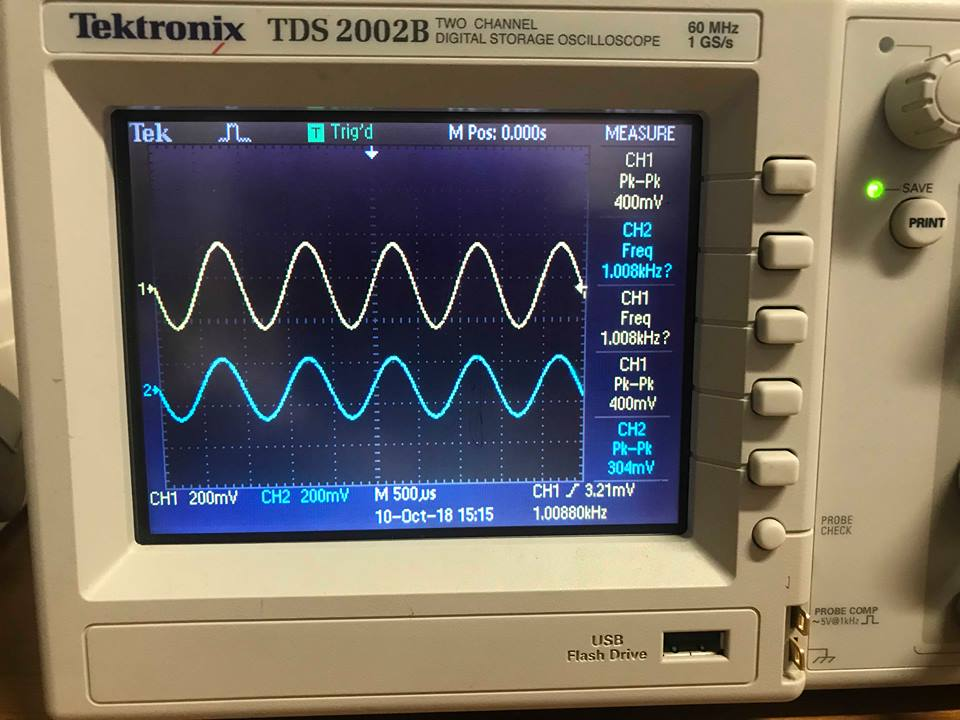 Tektronix TDS 2002B TWO CHANNEL DIGITAL STORAGE OSCILLOSCOPE
60 MHz
1 GS/s
Tek T Trig'd M Pos: 0.000s MEASURE
CH1
Pk-Pk
400mV
CH2
Freq
1.008kHz?
CH1
Freq
1.008kHz?
CH1
Pk-Pk
400mV
CH2
Pk-Pk
304mV
1
2
CH1 200mV CH2 200mV M 500µs CH1 3.21mV
10-Oct-18 15:15 1.00880kHz
SAVE
PRINT
PROBE
CHECK
PROBE COMP
~5V@1kHz
USB
Flash Drive